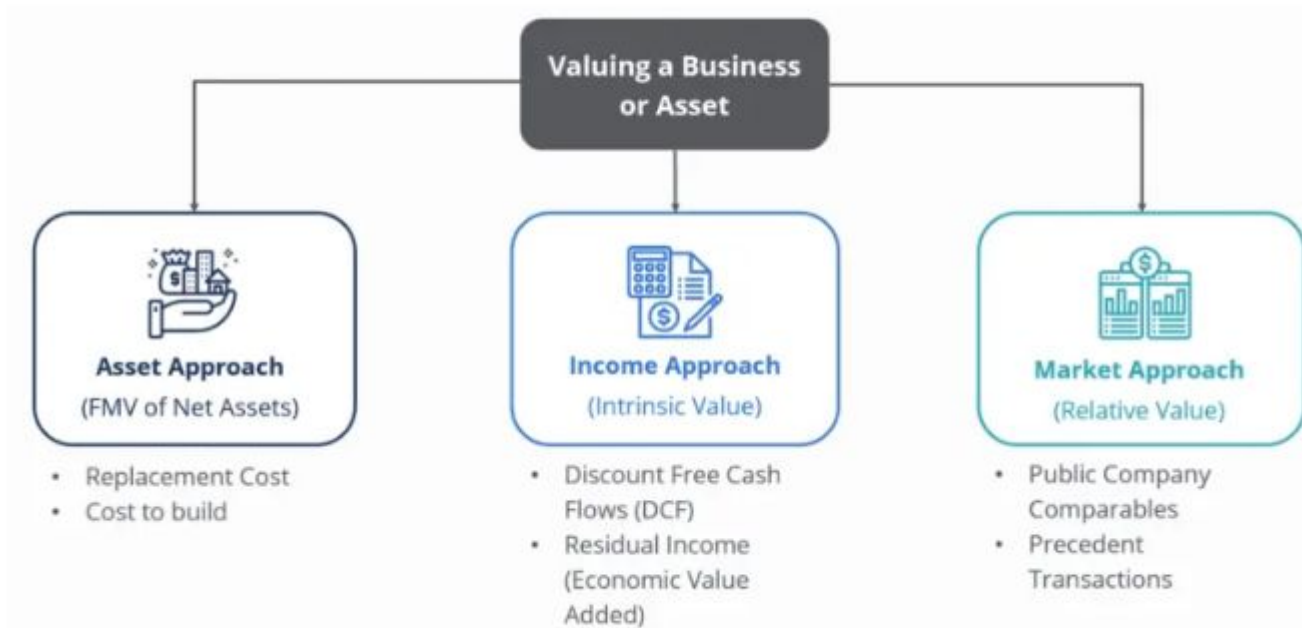 Valuing a Business
or Asset
Asset Approach
(FMV of Net Assets)
• Replacement Cost
• Cost to build
Income Approach
(Intrinsic Value)
• Discount Free Cash
Flows (DCF)
• Residual Income
(Economic Value
Added)
Market Approach
(Relative Value)
• Public Company
Comparables
• Precedent
Transactions